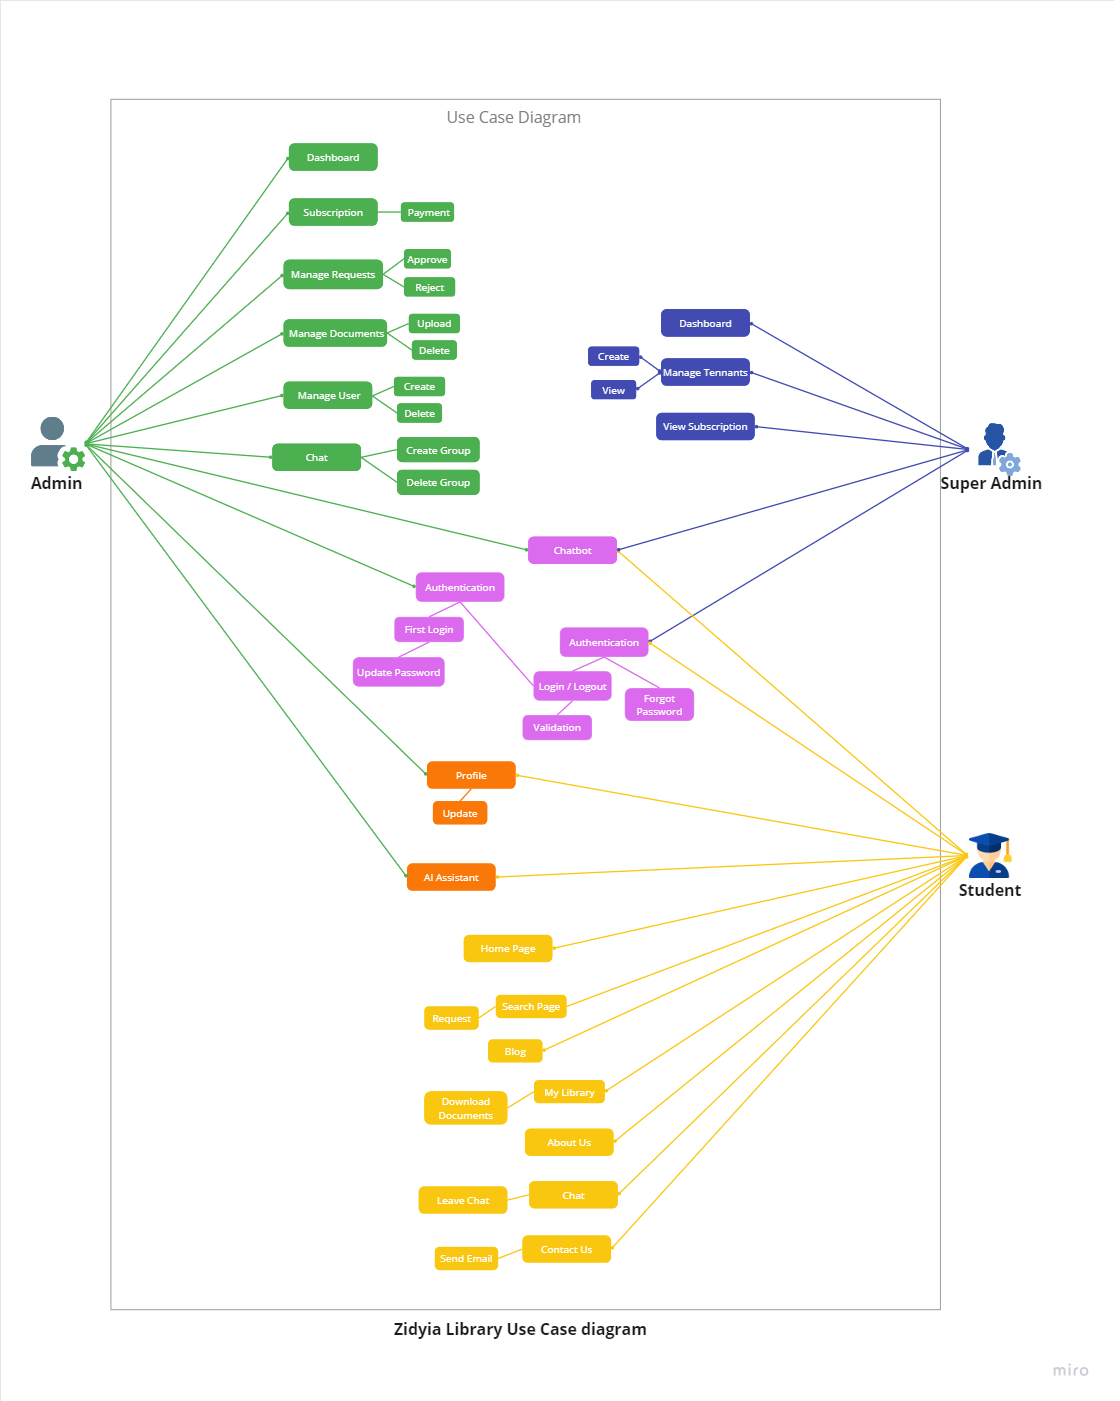 Use Case Diagram
Dashboard
Subscription
Payment
Manage Requests
Approve
Reject
Manage Documents
Upload
Delete
Manage User
Create
Delete
Chat
Create Group
Delete Group
Admin
Dashboard
Create
Manage Tennants
View
View Subscription
Super Admin
Chatbot
Authentication
First Login
Update Password
Authentication
Login / Logout
Forgot
Password
Validation
Profile
Update
AI Assistant
Student
Home Page
Search Page
Request
Blog
My Library
Download
Documents
About Us
Chat
Leave Chat
Contact Us
Send Email
Zidyia Library Use Case diagram
miro